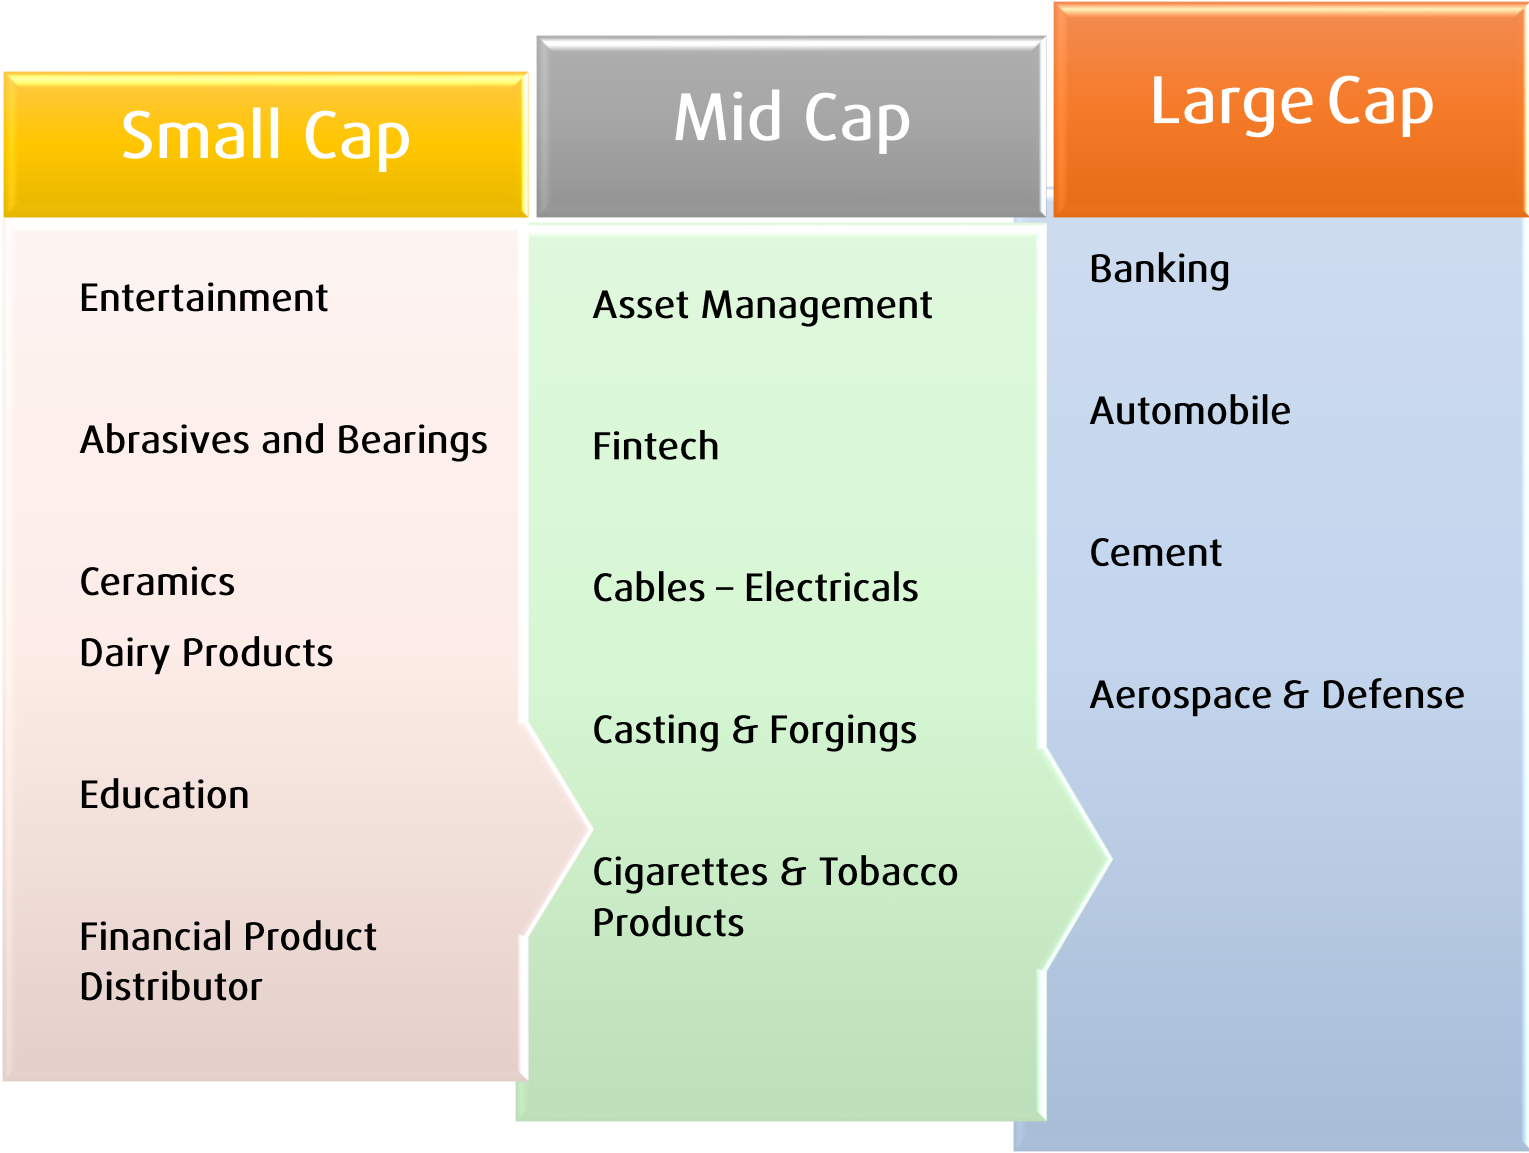 Small Cap
Entertainment
Abrasives and Bearings
Ceramics
Dairy Products
Education
Financial Product
Distributor
Mid Cap
Asset Management
Fintech
Cables – Electricals
Casting & Forgings
Cigarettes & Tobacco
Products
Large Cap
Banking
Automobile
Cement
Aerospace & Defense